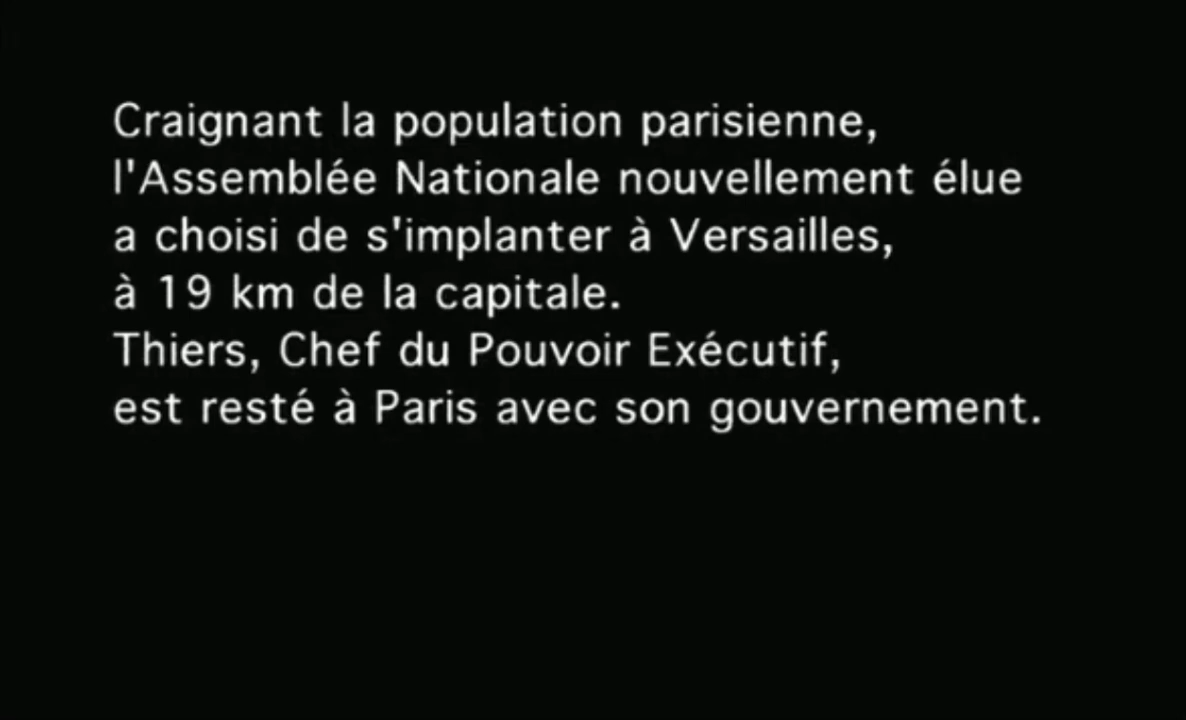 Craignant la population parisienne,
l'Assemblée Nationale nouvellement élue
a choisi de s'implanter à Versailles,
à 19 km de la capitale.
Thiers, Chef du Pouvoir Exécutif,
est resté à Paris avec son gouvernement.